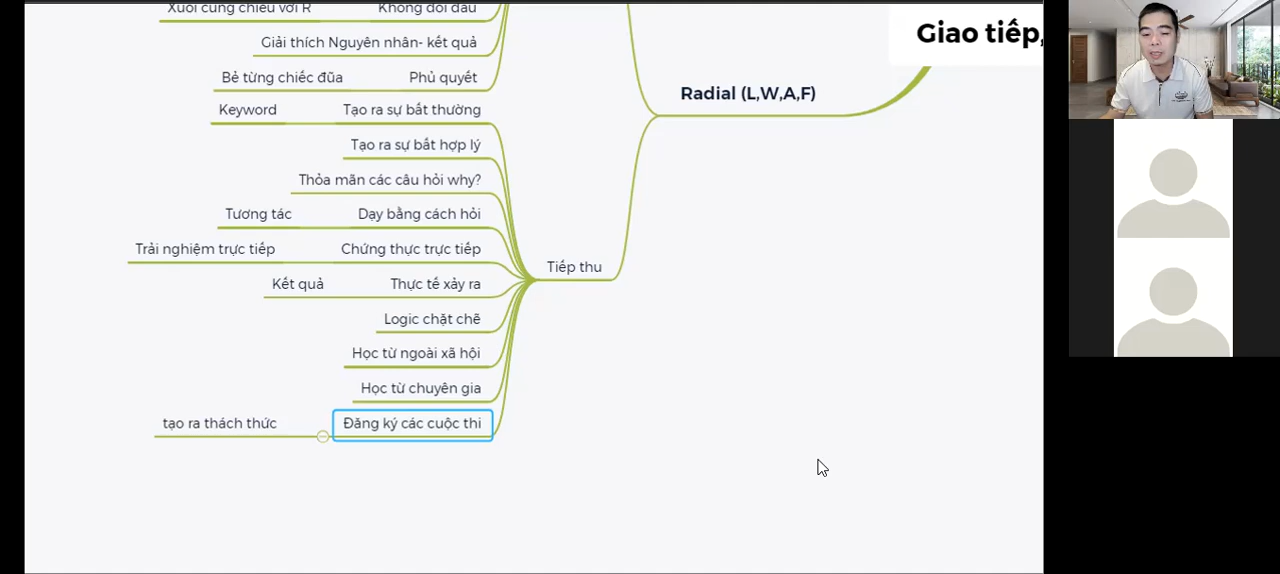 Xuôi cùng chiều với R Không đối đầu
Giao tiếp,
Giải thích Nguyên nhân- kết quả
Bẻ từng chiếc đũa Phủ quyết
Radial (L,W,A,F)
Keyword Tạo ra sự bất thường
Tạo ra sự bất hợp lý
Thỏa mãn các câu hỏi why?
Tương tác Dạy bằng cách hỏi
Trải nghiệm trực tiếp Chứng thực trực tiếp
Tiếp thu
Kết quả Thực tế xảy ra
Logic chặt chẽ
Học từ ngoài xã hội
Học từ chuyên gia
tạo ra thách thức Đăng ký các cuộc thi